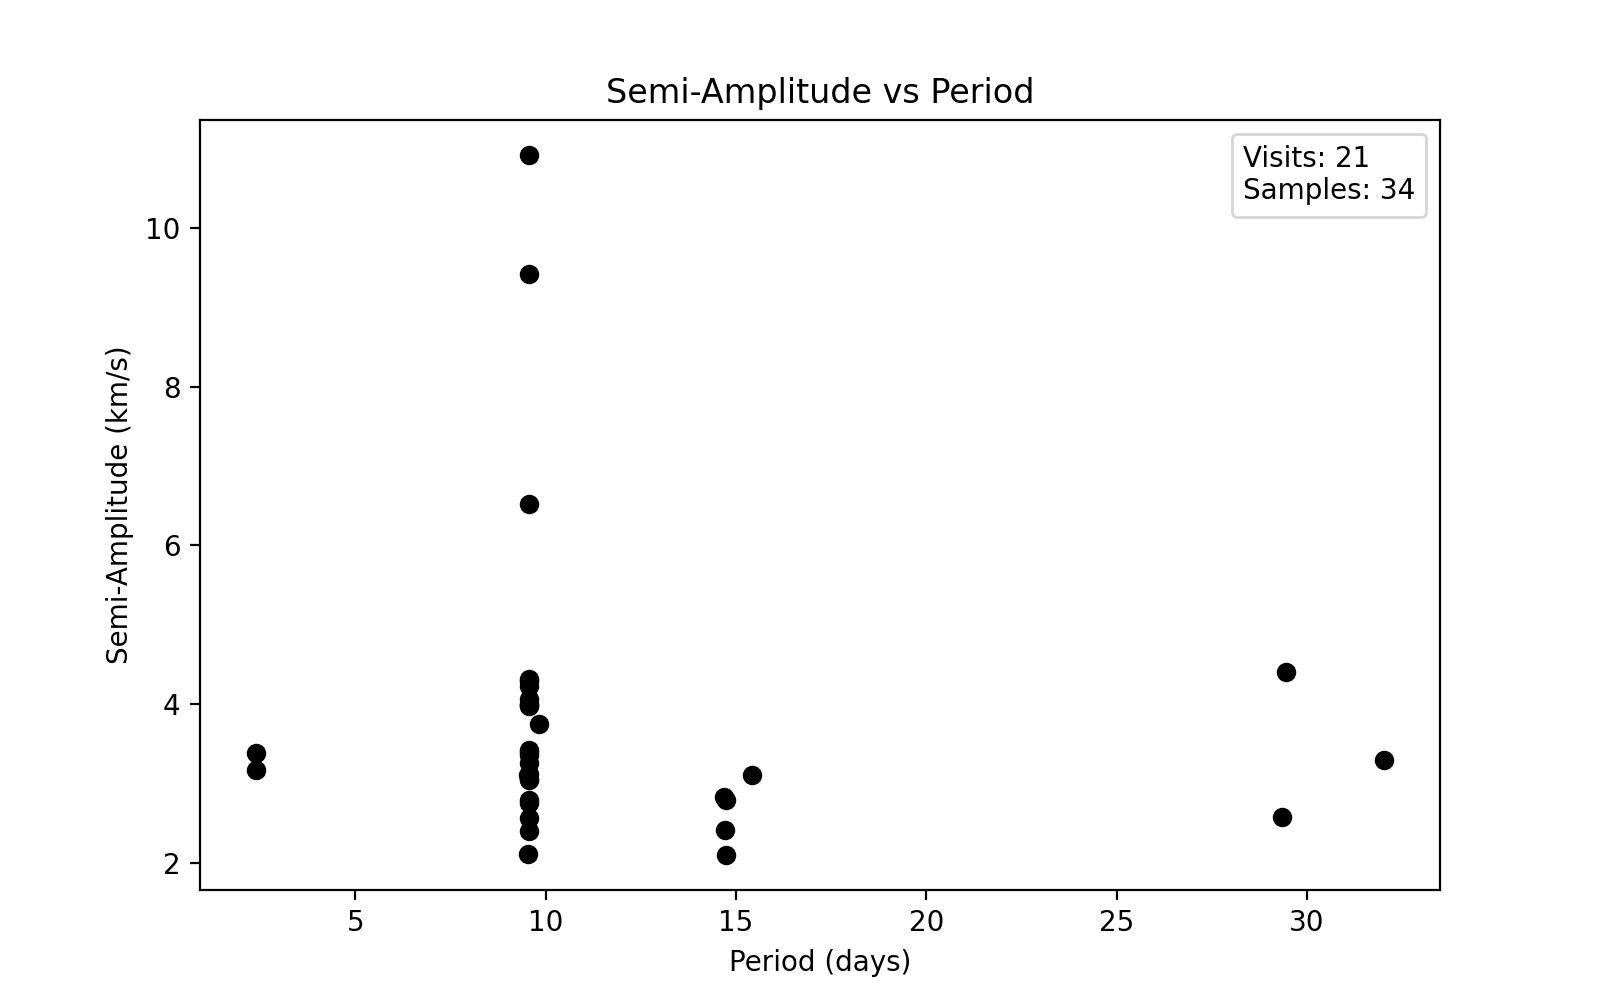 Semi-Amplitude vs Period
Visits: 21
Samples: 34
Semi-Amplitude (km/s)
10
8
6
4
2
5 10 15 20 25 30
Period (days)